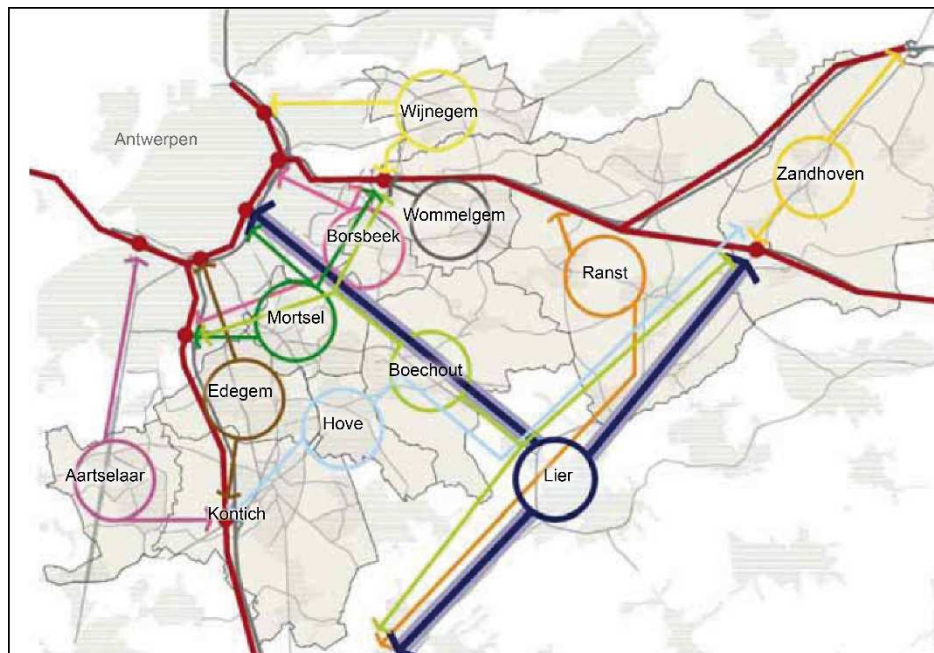 Wijnegem
Antwerpen
Zandhoven
Wommelgem
Borsbeek
Ranst
Mortsel
Boechout
Edegem
Hove
Aartselaar
Lier
Kontich